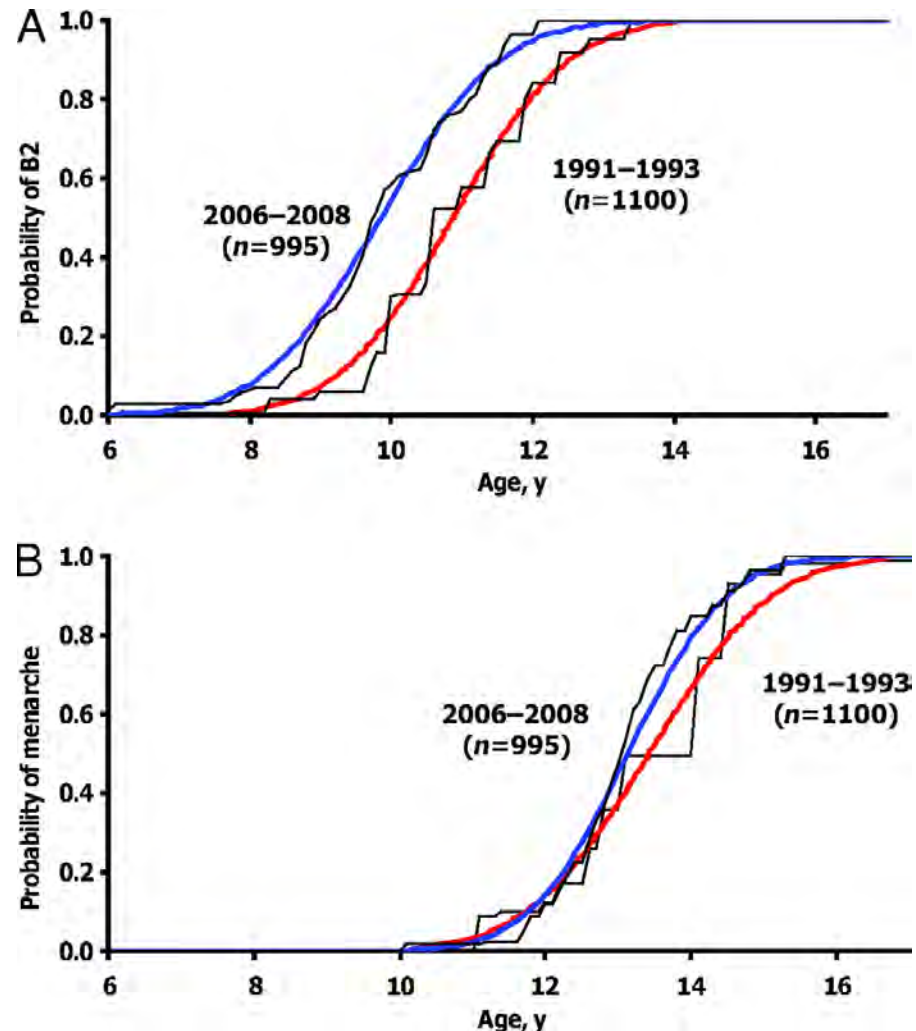 A
1.0
0.8
0.6
0.4
0.2
0.0
Probability of B2
2006–2008
(n=995)
1991–1993
(n=1100)
6 8 10 12 14 16
Age, y
B
1.0
0.8
0.6
0.4
0.2
0.0
Probability of menarche
2006–2008
(n=995)
1991–1993
(n=1100)
6 8 10 12 14 16
Age, y